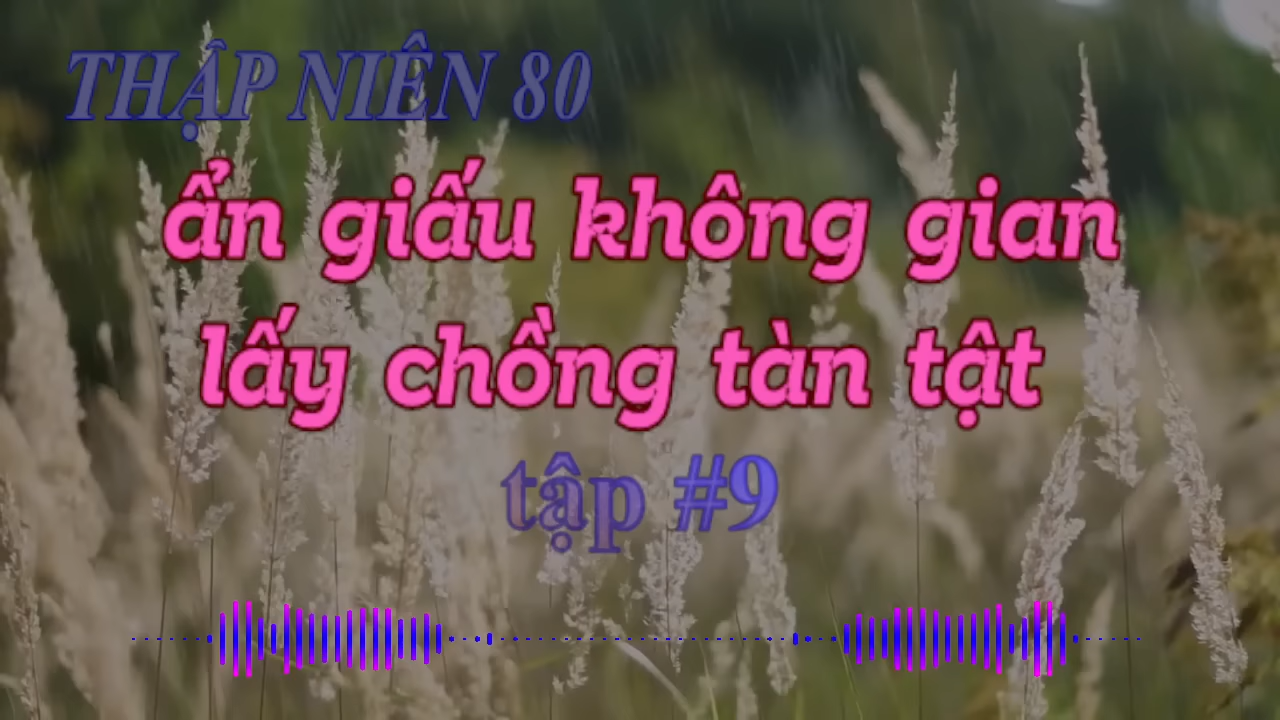 THẬP NIÊN 80
ẩn giấu không gian
lấy chồng tàn tật
tập #9